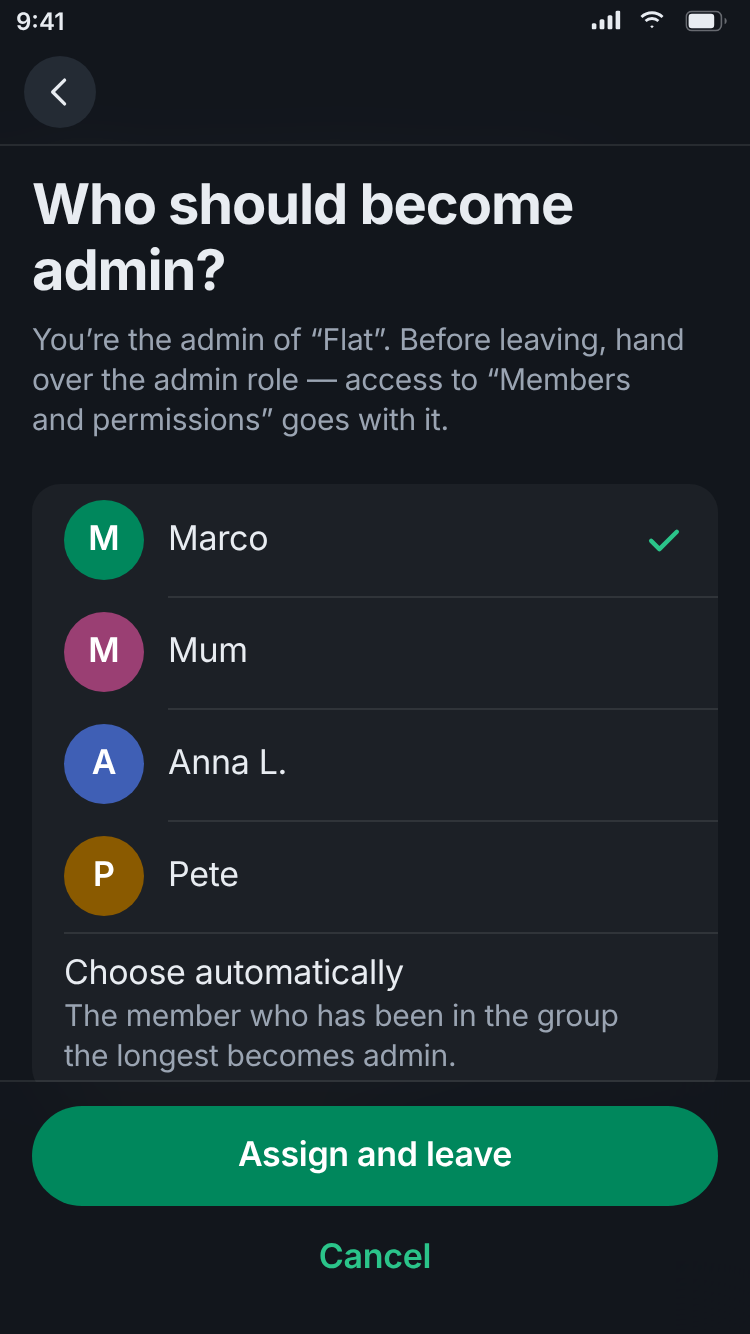 9:41
Who should become
admin?
You’re the admin of “Flat”. Before leaving, hand
over the admin role — access to “Members
and permissions” goes with it.
M Marco
M Mum
A Anna L.
P Pete
Choose automatically
The member who has been in the group
the longest becomes admin.
Assign and leave
Cancel